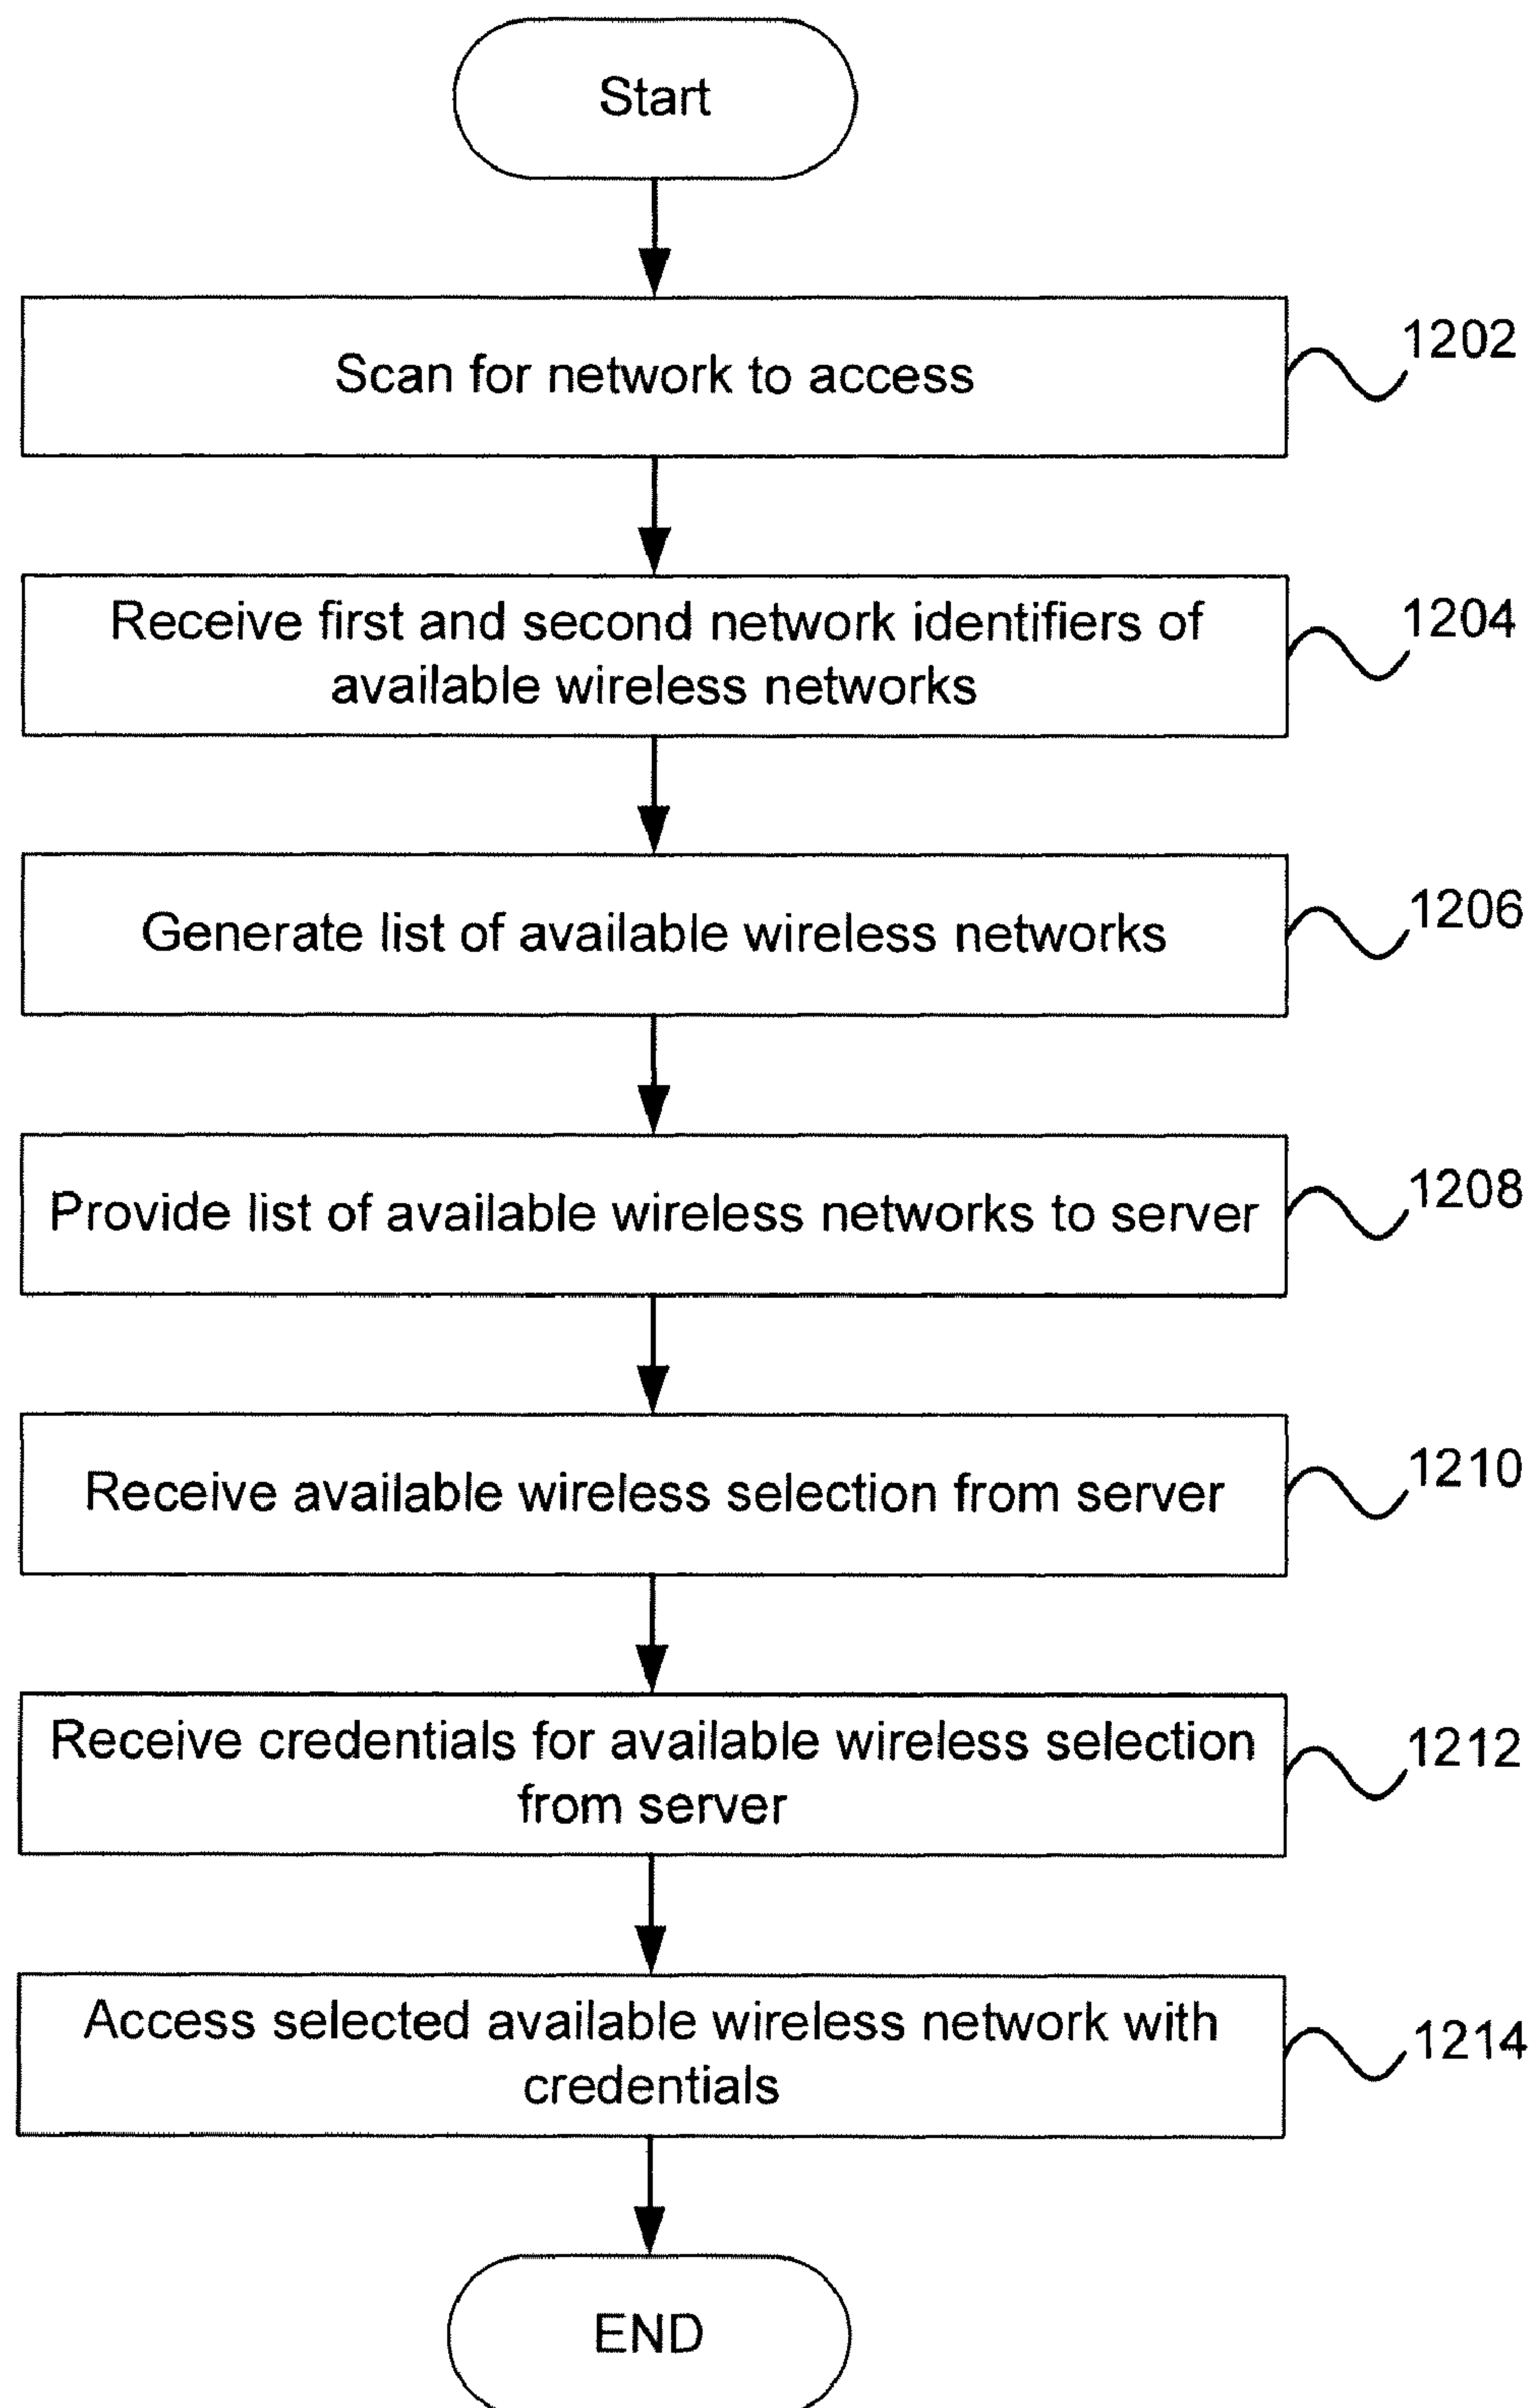 Start
Scan for network to access
1202
Receive first and second network identifiers of
available wireless networks
1204
Generate list of available wireless networks
1206
Provide list of available wireless networks to server
1208
Receive available wireless selection from server
1210
Receive credentials for available wireless selection
from server
1212
Access selected available wireless network with
credentials
1214
END